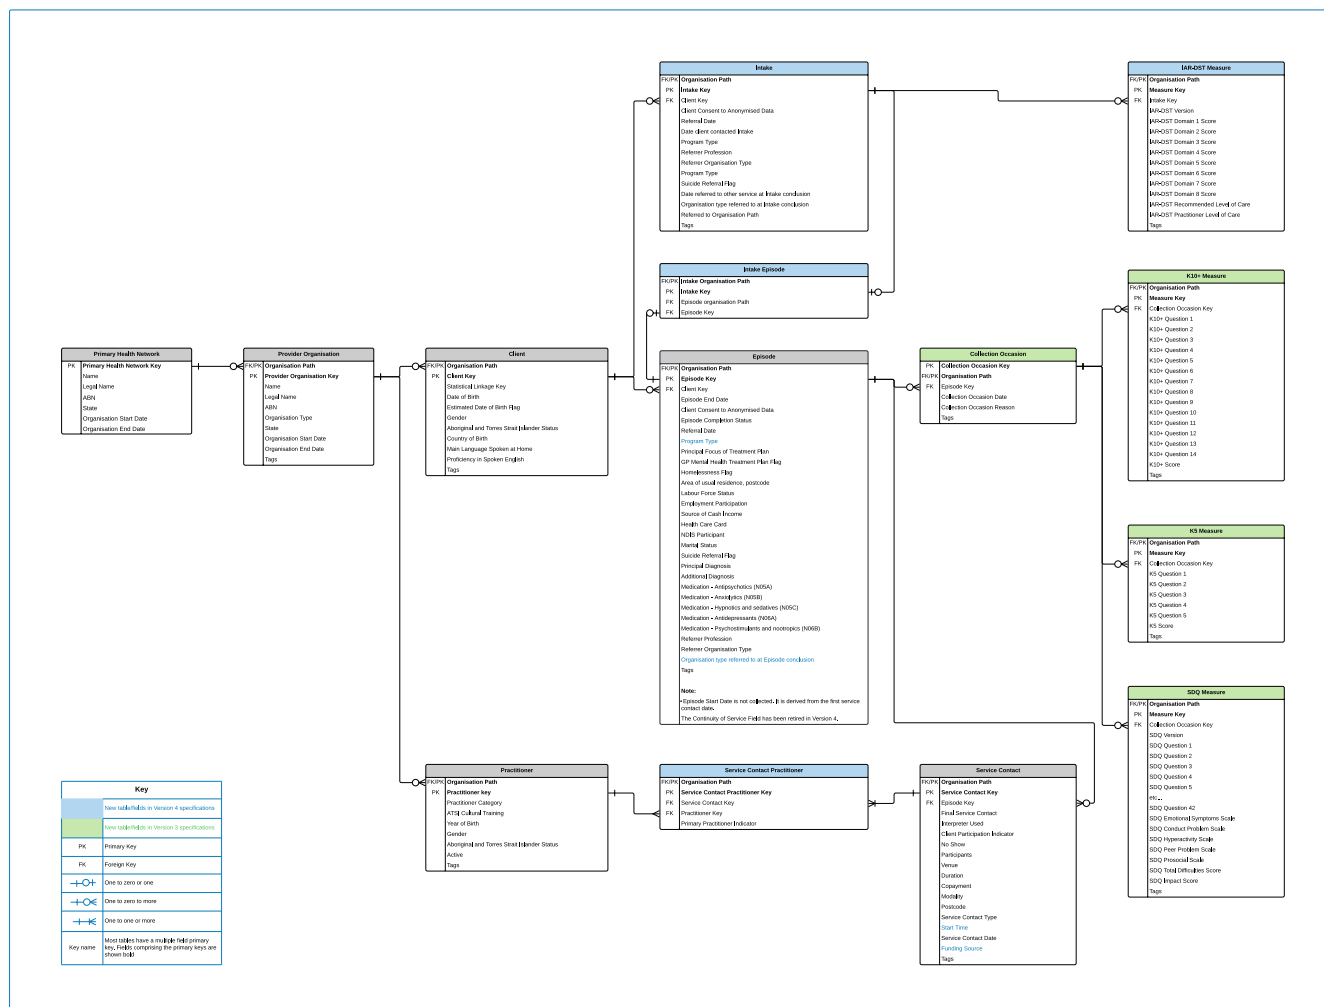 Intake
FK/PK Organisation Path
PK Intake Key
FK Client Key
Client Consent to Anonymised Data
Referral Date
Date client contacted Intake
Program Type
Referrer Profession
Referrer Organisation Type
Program Type
Suicide Referral Flag
Date referred to other service at Intake conclusion
Organisation type referred to at Intake conclusion
Referred to Organisation Path
Tags
IAR-DST Measure
FK/PK Organisation Path
PK Measure Key
FK Intake Key
IAR-DST Version
IAR-DST Domain 1 Score
IAR-DST Domain 2 Score
IAR-DST Domain 3 Score
IAR-DST Domain 4 Score
IAR-DST Domain 5 Score
IAR-DST Domain 6 Score
IAR-DST Domain 7 Score
IAR-DST Domain 8 Score
IAR-DST Recommended Level of Care
IAR-DST Practitioner Level of Care
Tags
Intake Episode
FK/PK Intake Organisation Path
PK Intake Key
FK Episode organisation Path
FK Episode Key
K10+ Measure
FK/PK Organisation Path
PK Measure Key
FK Collection Occasion Key
K10+ Question 1
K10+ Question 2
K10+ Question 3
K10+ Question 4
K10+ Question 5
K10+ Question 6
K10+ Question 7
K10+ Question 8
K10+ Question 9
K10+ Question 10
K10+ Question 11
K10+ Question 12
K10+ Question 13
K10+ Question 14
K10+ Score
Tags
Primary Health Network
PK Primary Health Network Key
Name
Legal Name
ABN
State
Organisation Start Date
Organisation End Date
Provider Organisation
FK/PK Organisation Path
PK Provider Organisation Key
Name
Legal Name
ABN
Organisation Type
State
Organisation Start Date
Organisation End Date
Tags
Client
FK/PK Organisation Path
PK Client Key
Statistical Linkage Key
Date of Birth
Estimated Date of Birth Flag
Gender
Aboriginal and Torres Strait Islander Status
Country of Birth
Main Language Spoken at Home
Proficiency in Spoken English
Tags
Episode
FK/PK Organisation Path
PK Episode Key
FK Client Key
Episode End Date
Client Consent to Anonymised Data
Episode Completion Status
Referral Date
Program Type
Principal Focus of Treatment Plan
GP Mental Health Treatment Plan Flag
Homelessness Flag
Area of usual residence, postcode
Labour Force Status
Employment Participation
Source of Cash Income
Health Care Card
NDIS Participant
Marital Status
Suicide Referral Flag
Principal Diagnosis
Additional Diagnosis
Medication - Antipsychotics (N05A)
Medication - Anxiolytics (N05B)
Medication - Hypnotics and sedatives (N05C)
Medication - Antidepressants (N06A)
Medication - Psychostimulants and nootropics (N06B)
Referrer Profession
Referrer Organisation Type
Organisation type referred to at Episode conclusion
Tags
Note:
• Episode Start Date is not collected. It is derived from the first service
contact date.
The Continuity of Service Field has been retired in Version 4.
Collection Occasion
PK Collection Occasion Key
FK/PK Organisation Path
FK Episode Key
Collection Occasion Date
Collection Occasion Reason
Tags
K5 Measure
FK/PK Organisation Path
PK Measure Key
FK Collection Occasion Key
K5 Question 1
K5 Question 2
K5 Question 3
K5 Question 4
K5 Question 5
K5 Score
Tags
SDQ Measure
FK/PK Organisation Path
PK Measure Key
FK Collection Occasion Key
SDQ Version
SDQ Question 1
SDQ Question 2
SDQ Question 3
SDQ Question 4
SDQ Question 5
etc...
SDQ Question 42
SDQ Emotional Symptoms Scale
SDQ Conduct Problem Scale
SDQ Hyperactivity Scale
SDQ Peer Problem Scale
SDQ Prosocial Scale
SDQ Total Difficulties Score
SDQ Impact Score
Tags
Practitioner
FK/PK Organisation Path
PK Practitioner key
Practitioner Category
ATSI Cultural Training
Year of Birth
Gender
Aboriginal and Torres Strait Islander Status
Active
Tags
Service Contact Practitioner
FK/PK Organisation Path
PK Service Contact Practitioner Key
FK Service Contact Key
FK Practitioner Key
Primary Practitioner Indicator
Service Contact
FK/PK Organisation Path
PK Service Contact Key
FK Episode Key
Final Service Contact
Interpreter Used
Client Participation Indicator
No Show
Participants
Venue
Duration
Copayment
Modality
Postcode
Service Contact Type
Start Time
Service Contact Date
Funding Source
Tags
Key
New table/fields in Version 4 specifications
New table/fields in Version 3 specifications
PK Primary Key
FK Foreign Key
One to zero or one
One to zero to more
One to one or more
Key name Most tables have a multiple field primary
key. Fields comprising the primary keys are
shown bold